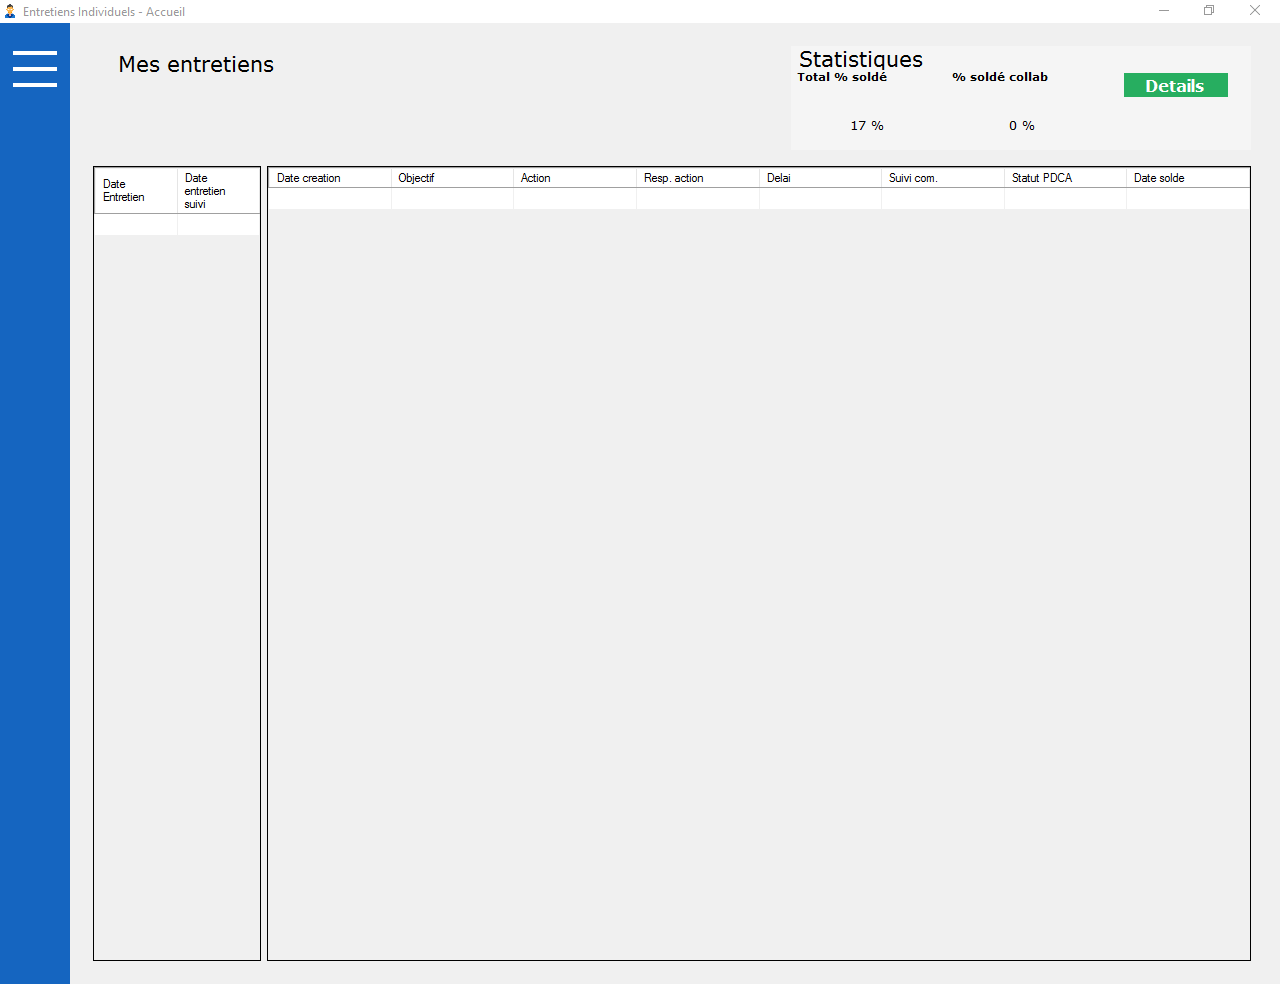 Entretiens Individuels - Accueil
Mes entretiens
Statistiques
Total % soldé
% soldé collab
Details
17 %
0 %
Date
Entretien
Date
entretien
suivi
Date creation
Objectif
Action
Resp. action
Delai
Suivi com.
Statut PDCA
Date solde